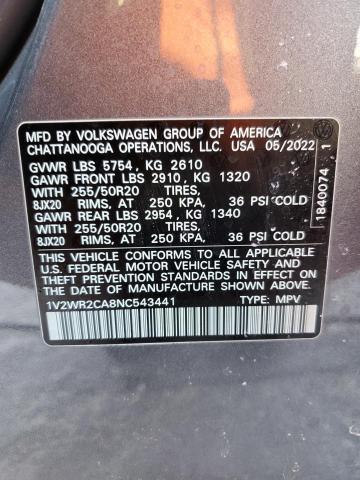 MFD BY VOLKSWAGEN GROUP OF AMERICA
CHATTANOOGA OPERATIONS, LLC. USA 05/2022
GVWR LBS 5754, KG 2610
GAWR FRONT LBS 2910, KG 1320
WITH 255/50R20 TIRES,
8JX20 RIMS, AT 250 KPA, 36 PSI COLD
GAWR REAR LBS 2954, KG 1340
WITH 255/50R20 TIRES,
8JX20 RIMS, AT 250 KPA, 36 PSI COLD
THIS VEHICLE CONFORMS TO ALL APPLICABLE
U.S. FEDERAL MOTOR VEHICLE SAFETY AND
THEFT PREVENTION STANDARDS IN EFFECT ON
THE DATE OF MANUFACTURE SHOWN ABOVE.
1V2WR2CA8NC543441 TYPE: MPV
1840074 1